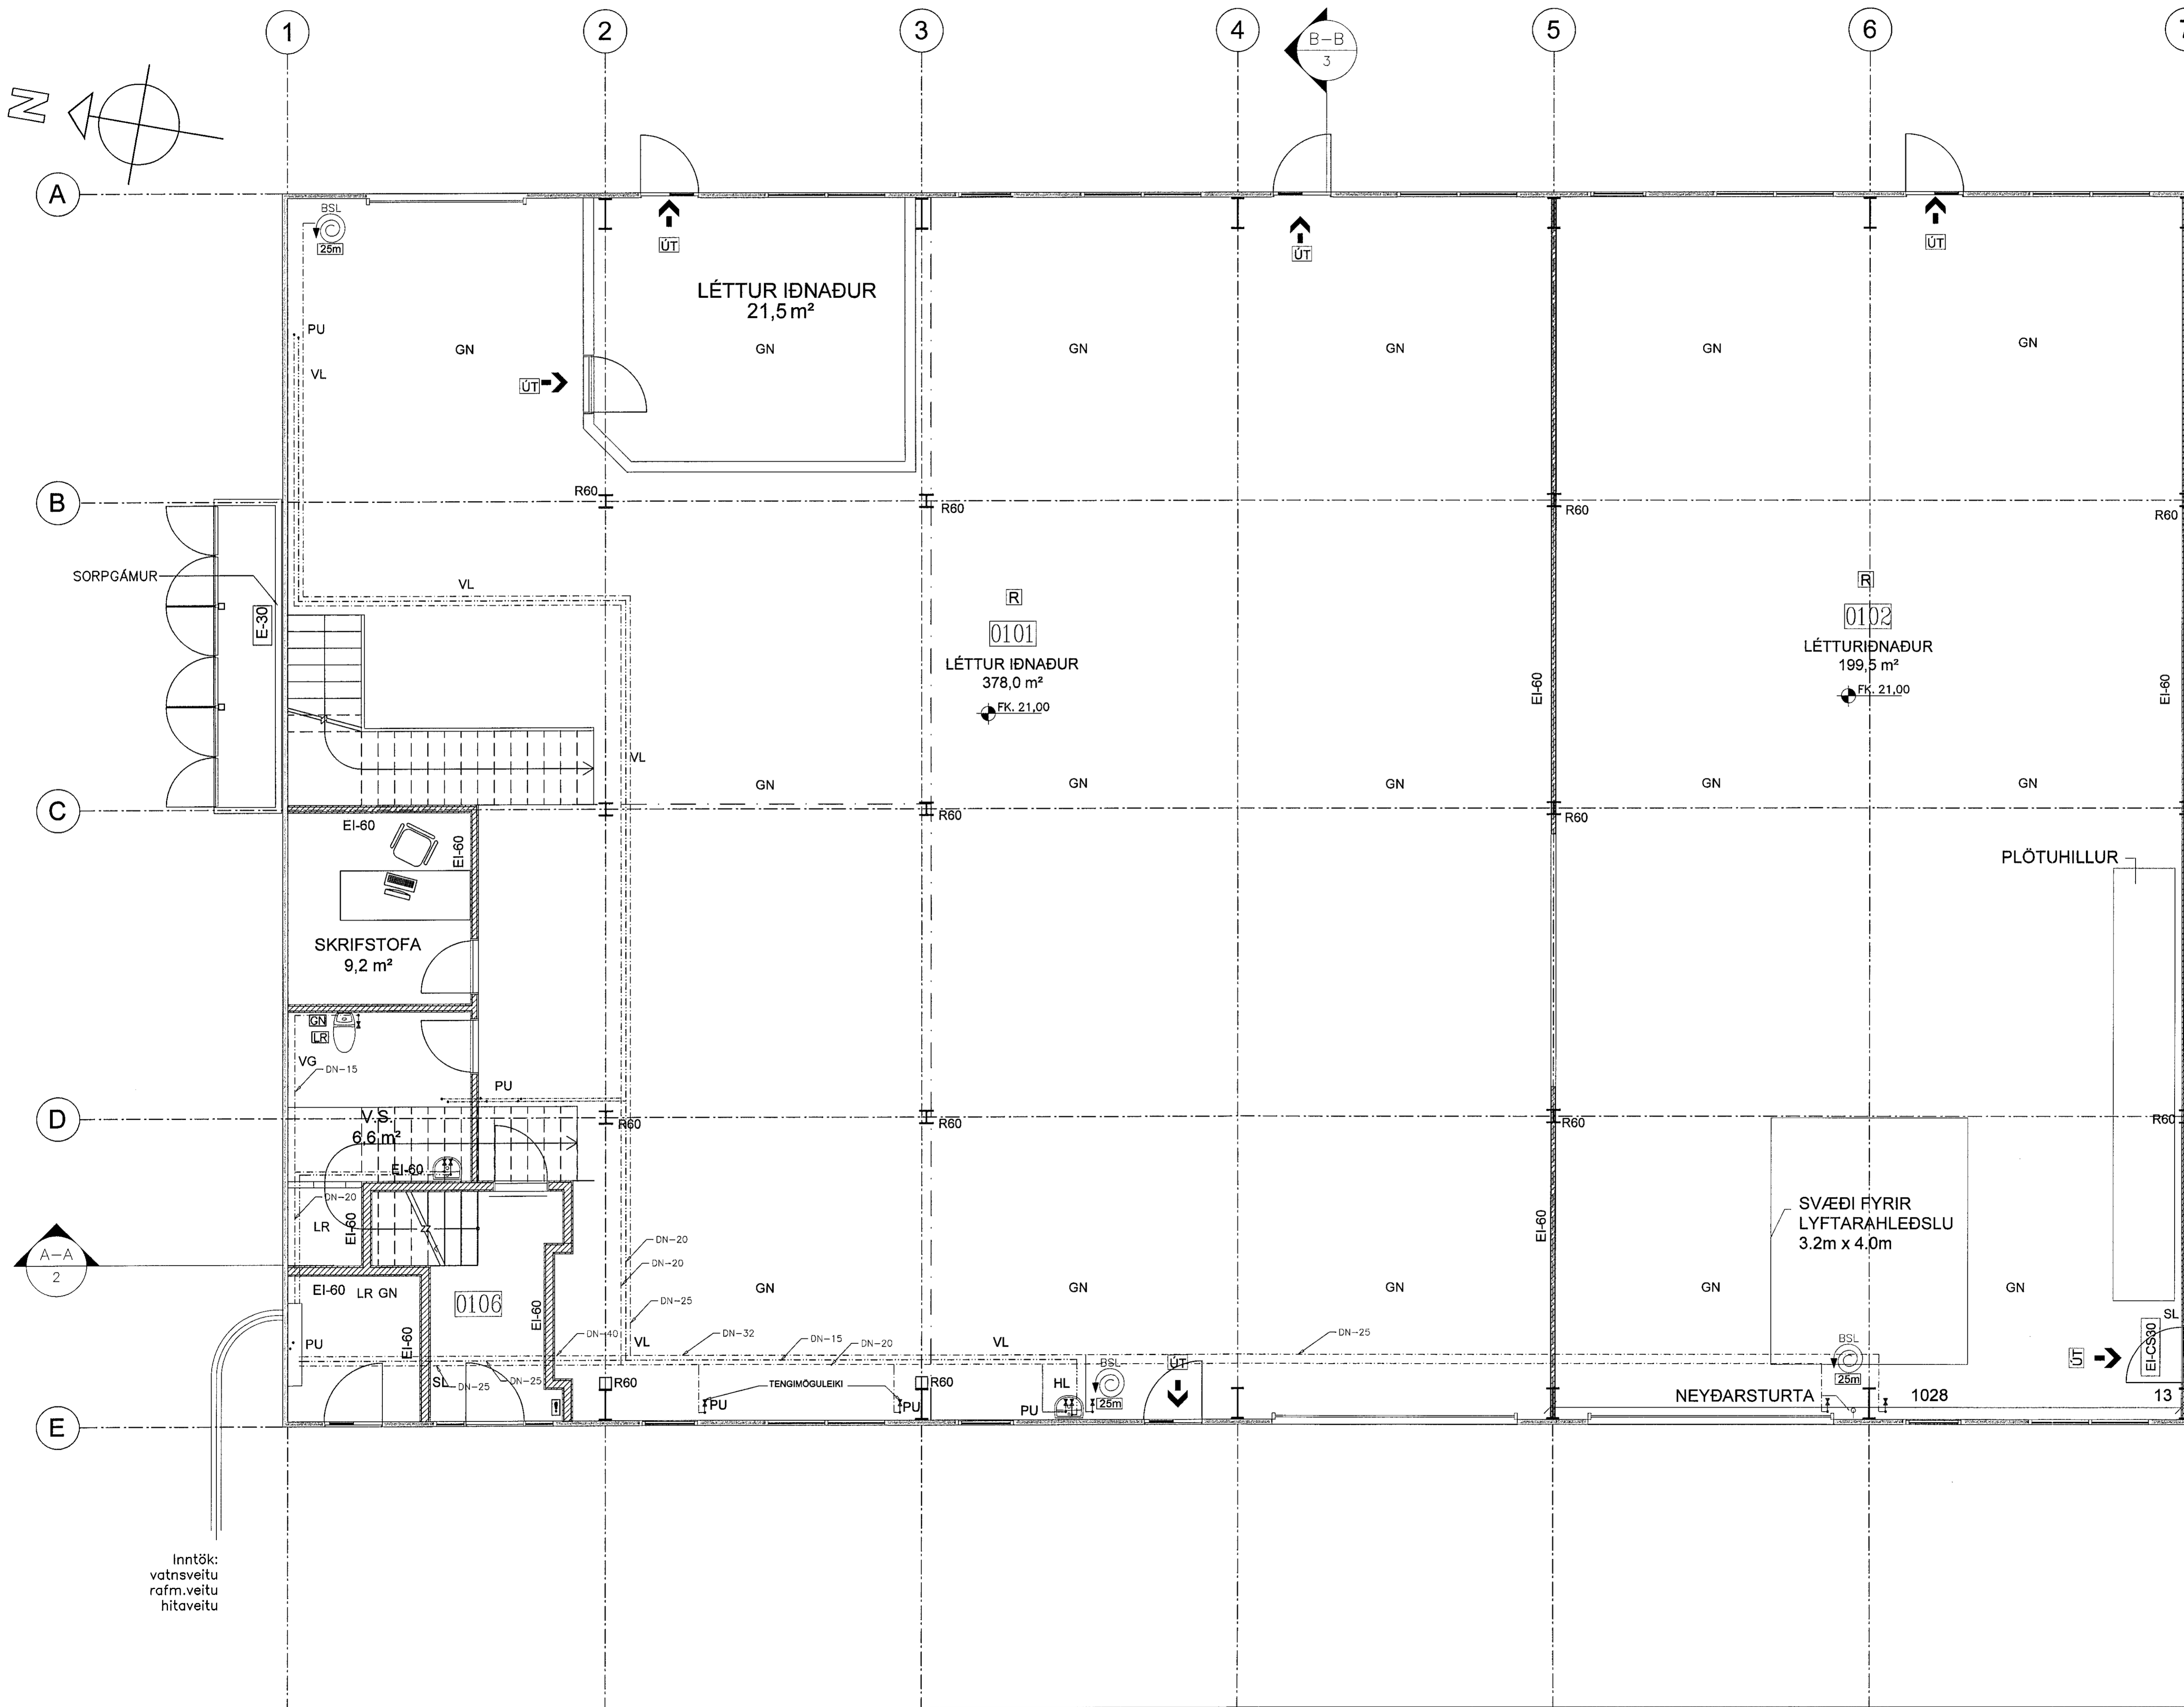 1
2
3
4
5
6
7
B–B
3
N
A
BSL
25m
ÚT
ÚT
ÚT
LÉTTUR IÐNAÐUR
21,5 m²
PU
VL
GN
GN
GN
GN
GN
GN
ÚT
B
R60
R60
R60
R60
SORPGÁMUR
E-30
VL
R
0101
LÉTTUR IÐNAÐUR
378,0 m²
FK. 21,00
R
0102
LÉTTURIÐNAÐUR
199,5 m²
FK. 21,00
EI-60
EI-60
VL
GN
GN
GN
GN
GN
C
R60
R60
EI-60
EI-60
PLÖTUHILLUR
SKRIFSTOFA
9,2 m²
GN
LR
VG
DN-15
PU
D
V.S.
6,6 m²
R60
R60
R60
R60
EI-60
DN-20
LR
EI-60
EI-60
SVÆÐI FYRIR
LYFTARAHLEÐSLU
3.2m x 4.0m
A–A
2
DN-20
DN-20
EI-60
LR GN
0106
EI-60
EI-60
GN
GN
GN
GN
GN
DN-25
SL
PU
DN-40
VL
DN-32
DN-15
DN-20
VL
DN-25
BSL
25m
ÚT
EI-CS30
SL
DN-25
DN-25
R60
TENGIMÖGULEIKI
PU
PU
R60
HL
PU
BSL
25m
ÚT
NEYÐARSTURTA
1028
13
E
Inntök:
vatnsveitu
rafm.veitu
hitaveitu